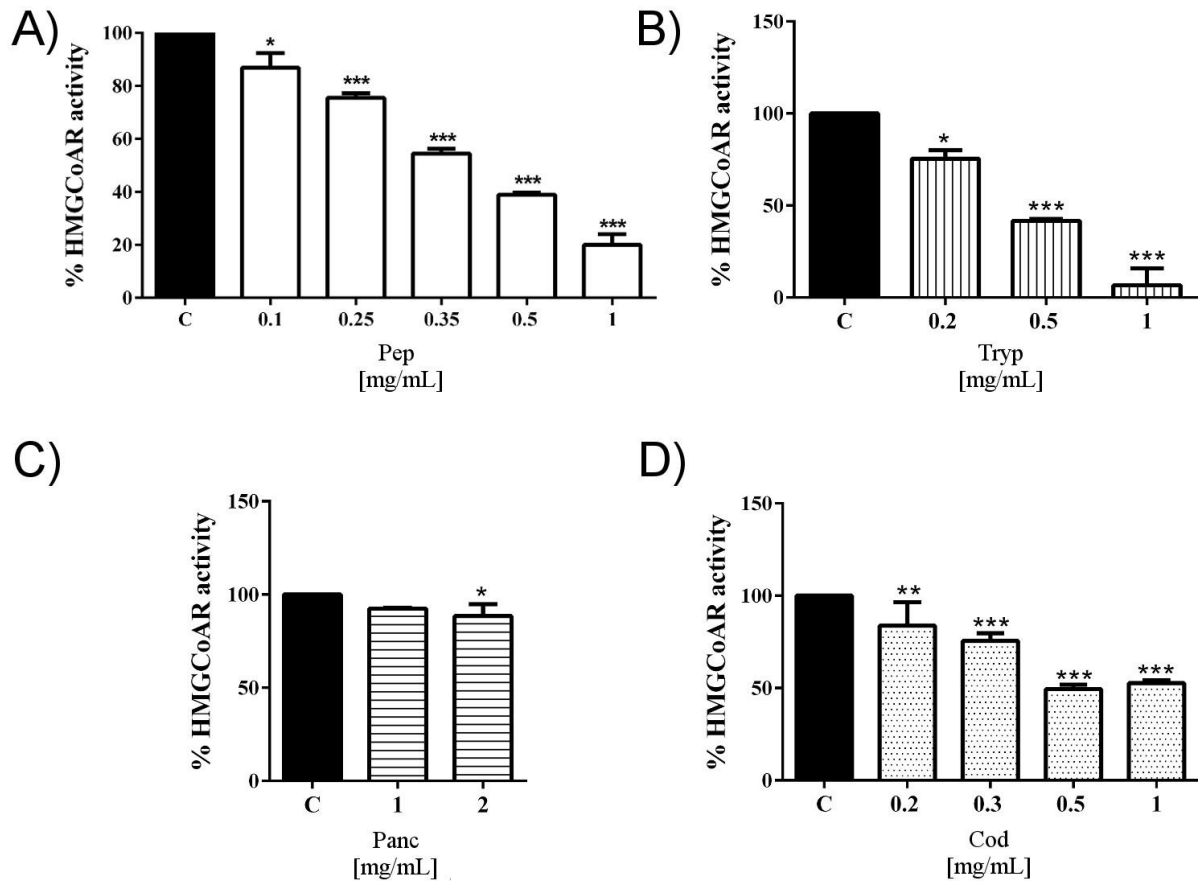 A)
% HMGCoAR activity
100
80
60
40
20
0
*
***
***
***
***
C 0.1 0.25 0.35 0.5 1
Pep
[mg/mL]
B)
% HMGCoAR activity
150
100
50
0
*
***
***
C 0.2 0.5 1
Tryp
[mg/mL]
C)
% HMGCoAR activity
150
100
50
0
*
C 1 2
Panc
[mg/mL]
D)
% HMGCoAR activity
150
100
50
0
**
***
***
***
C 0.2 0.3 0.5 1
Cod
[mg/mL]